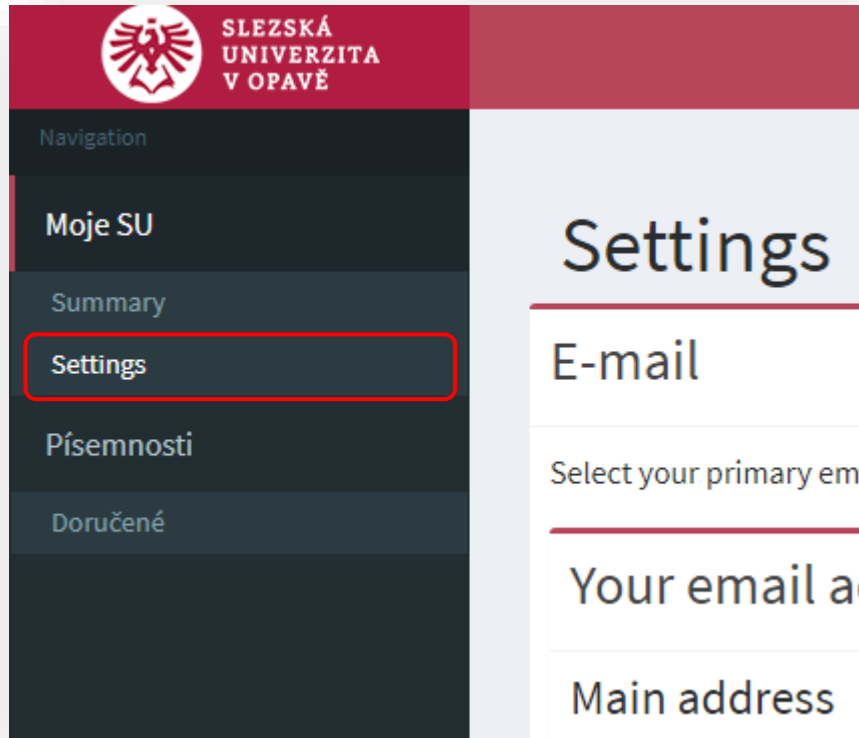 SLEZSKÁ
UNIVERZITA
V OPAVĚ
Navigation
Moje SU
Summary
Settings
Písemnosti
Doručené
Settings
E-mail
Select your primary em
Your email a
Main address